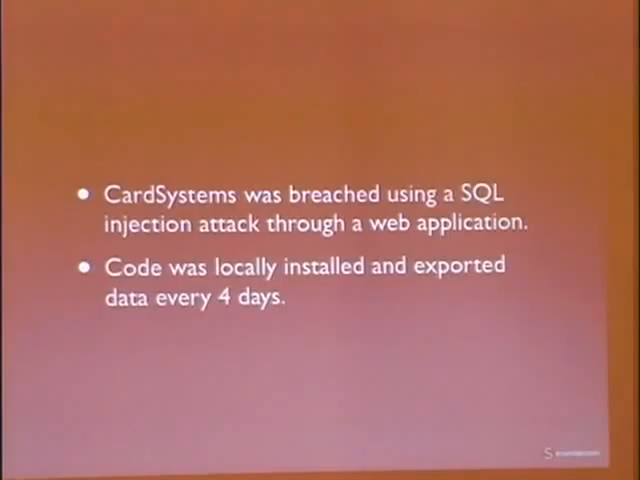 • CardSystems was breached using a SQL
injection attack through a web application.
• Code was locally installed and exported
data every 4 days.